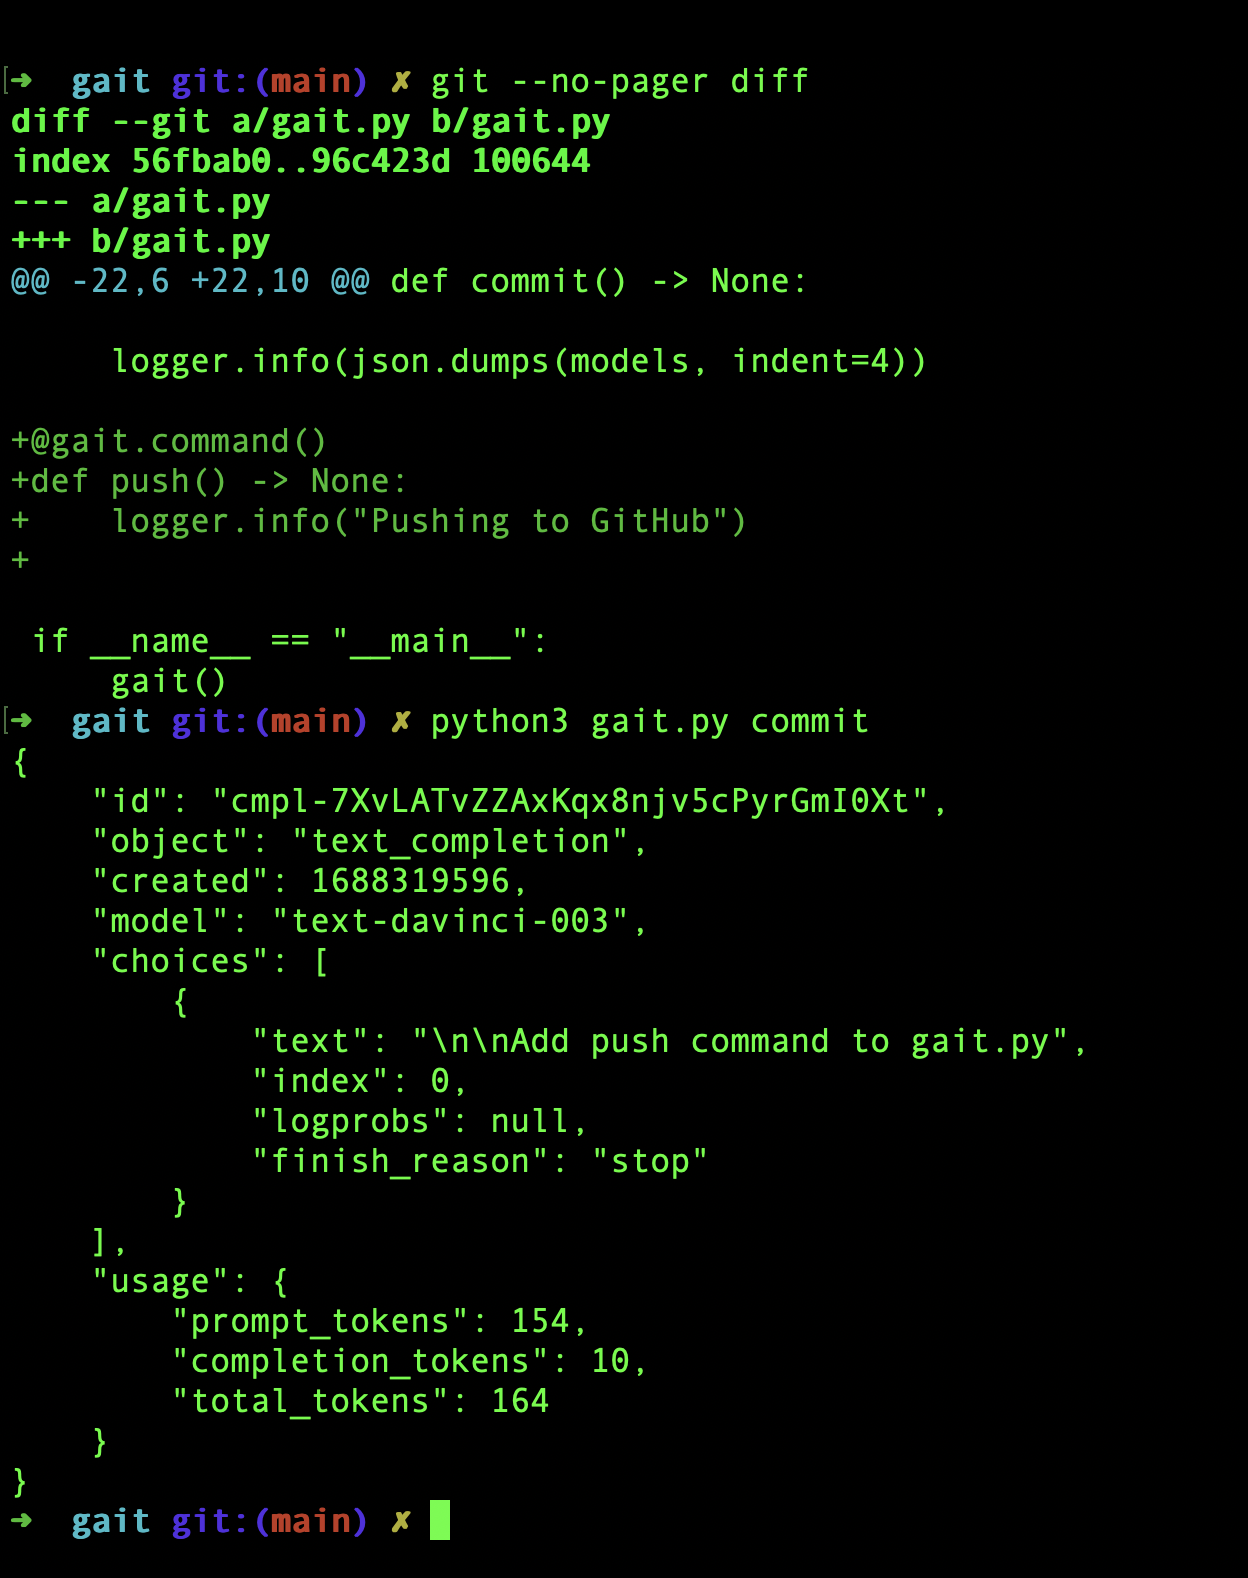 ➜  gait git:(main) ✗ git --no-pager diff
diff --git a/gait.py b/gait.py
index 56fbab0..96c423d 100644
--- a/gait.py
+++ b/gait.py
@@ -22,6 +22,10 @@ def commit() -> None:

     logger.info(json.dumps(models, indent=4))

+@gait.command()
+def push() -> None:
+    logger.info("Pushing to GitHub")
+

 if __name__ == "__main__":
     gait()
➜  gait git:(main) ✗ python3 gait.py commit
{
    "id": "cmpl-7XvLATvZZAxKqx8njv5cPyrGmI0Xt",
    "object": "text_completion",
    "created": 1688319596,
    "model": "text-davinci-003",
    "choices": [
        {
            "text": "\n\nAdd push command to gait.py",
            "index": 0,
            "logprobs": null,
            "finish_reason": "stop"
        }
    ],
    "usage": {
        "prompt_tokens": 154,
        "completion_tokens": 10,
        "total_tokens": 164
    }
}
➜  gait git:(main) ✗